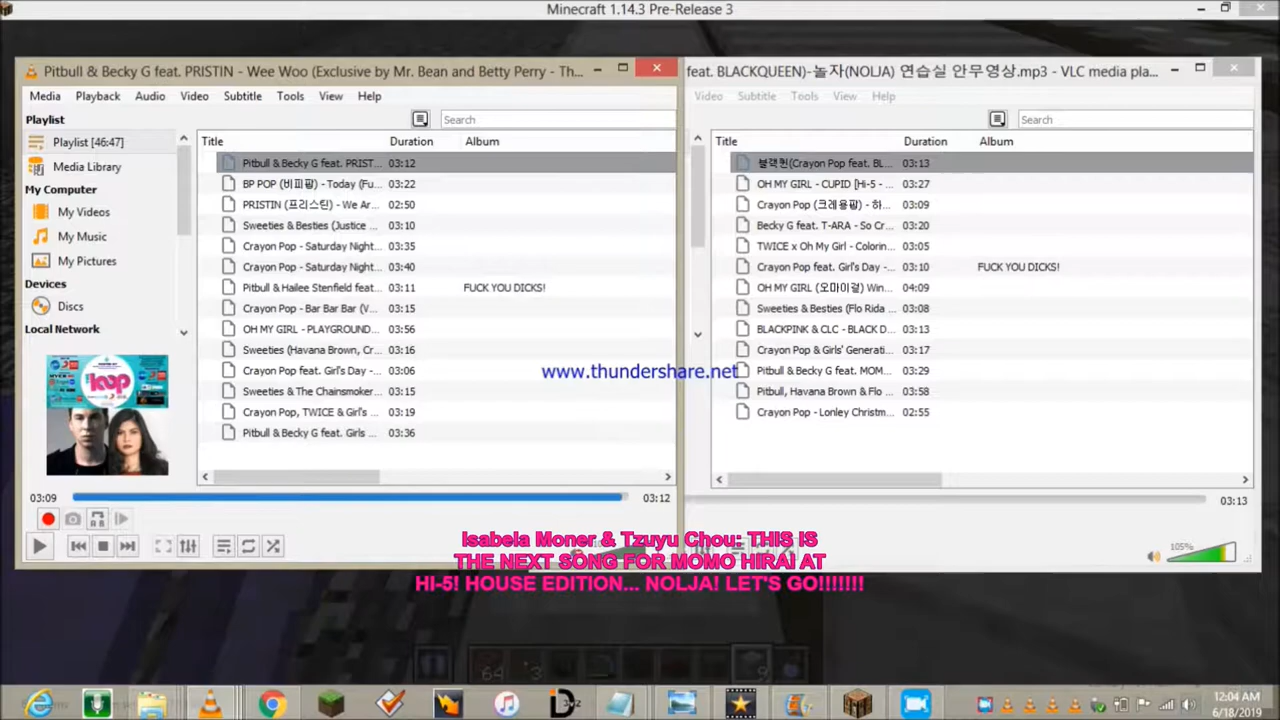 Minecraft 1.14.3 Pre-Release 3
Pitbull & Becky G feat. PRISTIN - Wee Woo (Exclusive by Mr. Bean and Betty Perry - Th...
Media Playback Audio Video Subtitle Tools View Help
Playlist
Search
Playlist [46:47]
Media Library
My Computer
My Videos
My Music
My Pictures
Devices
Discs
Local Network
Title Duration Album
Pitbull & Becky G feat. PRIST... 03:12
BP POP (비피팝) - Today (Fu... 03:22
PRISTIN (프리스틴) - We Ar... 02:50
Sweeties & Besties (Justice ... 03:10
Crayon Pop - Saturday Night... 03:35
Crayon Pop - Saturday Night... 03:40
Pitbull & Hailee Stenfield feat... 03:11 FUCK YOU DICKS!
Crayon Pop - Bar Bar Bar (V... 03:15
OH MY GIRL - PLAYGROUND... 03:56
Sweeties (Havana Brown, Cr... 03:16
Crayon Pop feat. Girl's Day -... 03:06
Sweeties & The Chainsmoker... 03:15
Crayon Pop, TWICE & Girl's ... 03:19
Pitbull & Becky G feat. Girls ... 03:36
loop
03:09
03:12
feat. BLACKQUEEN)-놀자(NOLJA) 연습실 안무영상.mp3 - VLC media pla...
Video Subtitle Tools View Help
Search
Title Duration Album
블랙퀸(Crayon Pop feat. BL... 03:13
OH MY GIRL - CUPID [Hi-5 - ... 03:27
Crayon Pop (크레용팝) - 하... 03:09
Becky G feat. T-ARA - So Cr... 03:20
TWICE x Oh My Girl - Colorin... 03:05
Crayon Pop feat. Girl's Day - ... 03:10 FUCK YOU DICKS!
OH MY GIRL (오마이걸) Win... 04:09
Sweeties & Besties (Flo Rida ... 03:08
BLACKPINK & CLC - BLACK D... 03:13
Crayon Pop & Girls' Generati... 03:17
Pitbull & Becky G feat. MOM... 03:29
Pitbull, Havana Brown & Flo ... 03:58
Crayon Pop - Lonley Christm... 02:55
03:13
105%
www.thundershare.net
Isabela Moner & Tzuyu Chou: THIS IS
THE NEXT SONG FOR MOMO HIRAI AT
HI-5! HOUSE EDITION... NOLJA! LET'S GO!!!!!!!
64 3 9
12:04 AM
6/18/2019